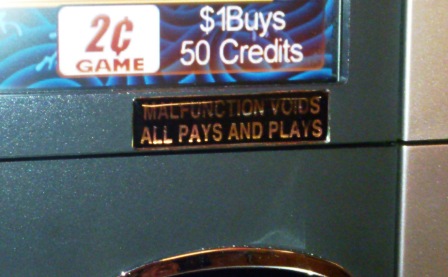 2¢
GAME
$1Buys
50 Credits
MALFUNCTION VOIDS
ALL PAYS AND PLAYS